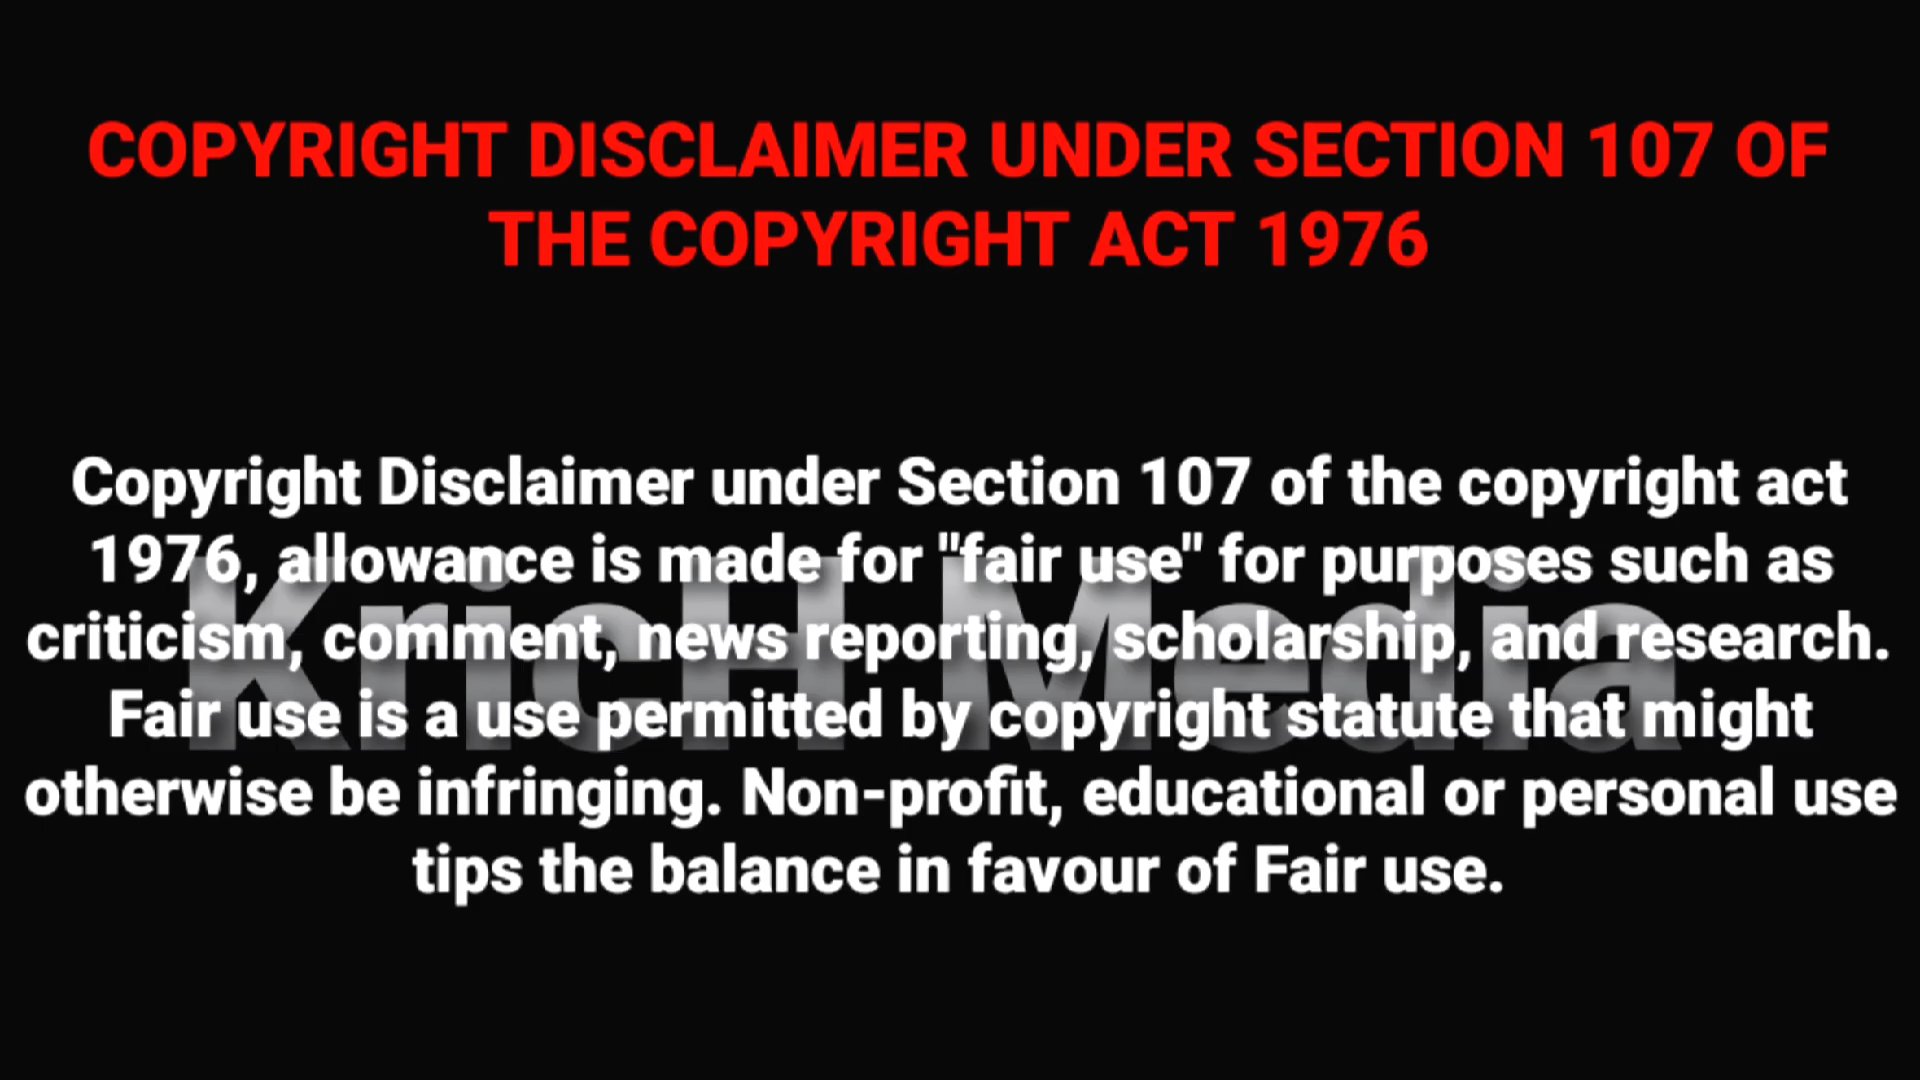 COPYRIGHT DISCLAIMER UNDER SECTION 107 OF
THE COPYRIGHT ACT 1976
Copyright Disclaimer under Section 107 of the copyright act
1976, allowance is made for "fair use" for purposes such as
criticism, comment, news reporting, scholarship, and research.
Fair use is a use permitted by copyright statute that might
otherwise be infringing. Non-profit, educational or personal use
tips the balance in favour of Fair use.
KricH Media